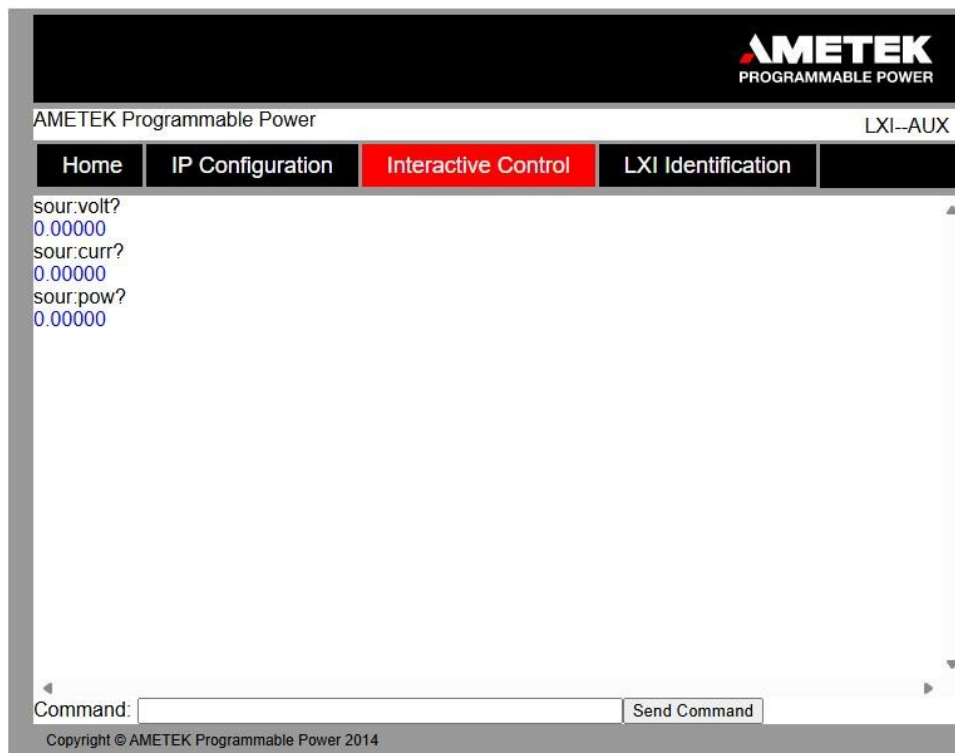 AMETEK
PROGRAMMABLE POWER
AMETEK Programmable Power
LXI--AUX
Home
IP Configuration
Interactive Control
LXI Identification
sour:volt?
0.00000
sour:curr?
0.00000
sour:pow?
0.00000
Command:
Send Command
Copyright © AMETEK Programmable Power 2014